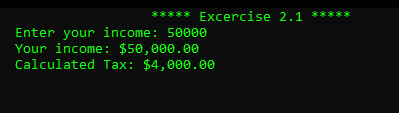 ***** Excercise 2.1 *****
Enter your income: 50000
Your income: $50,000.00
Calculated Tax: $4,000.00